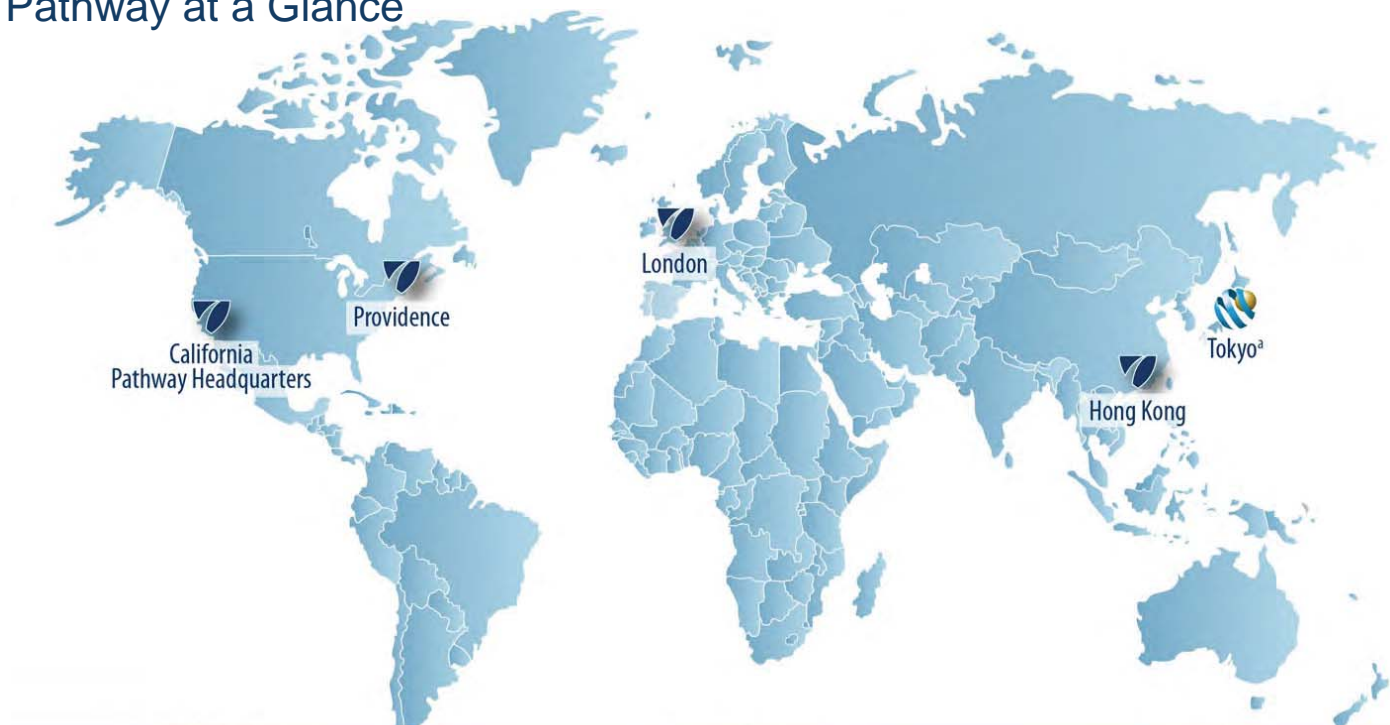 Pathway at a Glance
London
Providence
California
Pathway Headquarters
Tokyoᵃ
Hong Kong